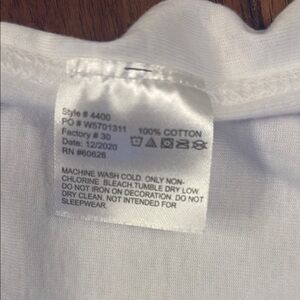 Style # 4400
PO # W5701311
Factory # 30
Date: 12/2020
RN #60626
100% COTTON
MACHINE WASH COLD. ONLY NON-
CHLORINE. BLEACH.TUMBLE DRY LOW
DO NOT IRON ON DECORATION. DO NOT
DRY CLEAN. NOT INTENDED FOR
SLEEPWEAR.